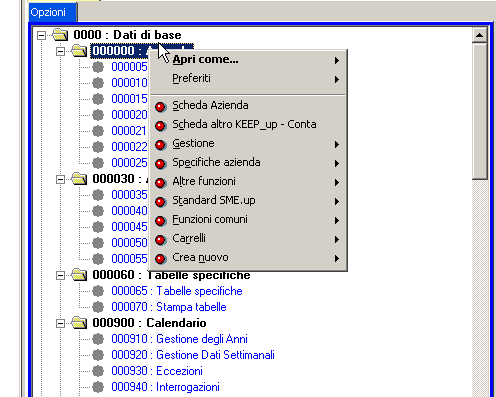 Opzioni
0000 : Dati di base
000000 : A
Apri come...
000005
Preferiti
000010
000015
Scheda Azienda
000020
Scheda altro KEEP_up - Conta
000021
Gestione
000022
Specifiche azienda
000025
000030 :
Altre funzioni
000035
Standard SME.up
000040
Funzioni comuni
000045
Carrelli
000050
Crea nuovo
000055
000060 : Tabelle specifiche
000065 : Tabelle specifiche
000070 : Stampa tabelle
000900 : Calendario
000910 : Gestione degli Anni
000920 : Gestione Dati Settimanali
000930 : Eccezioni
000940 : Interrogazioni